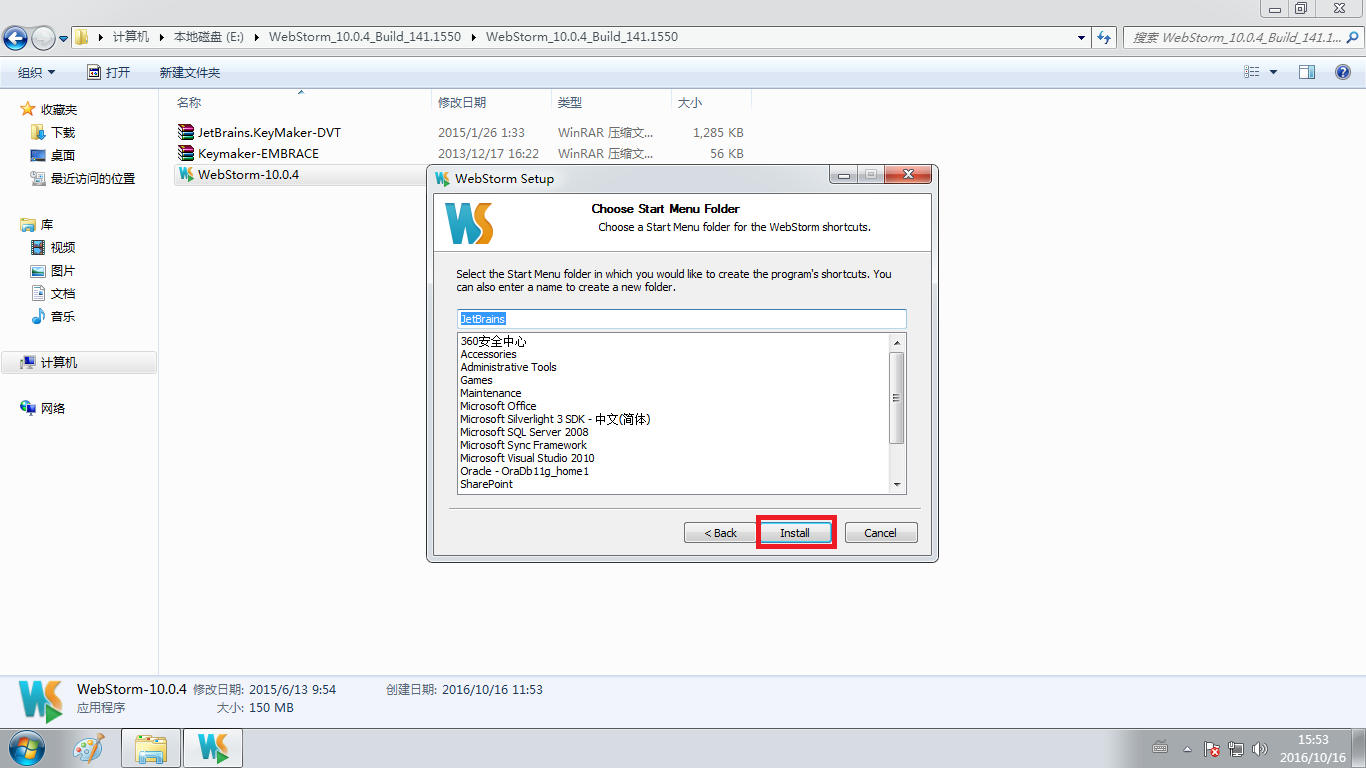 计算机 ▸ 本地磁盘 (E:) ▸ WebStorm_10.0.4_Build_141.1550 ▸ WebStorm_10.0.4_Build_141.1550
搜索 WebStorm_10.0.4_Build_141.1...
组织 打开 新建文件夹
收藏夹
下载
桌面
最近访问的位置
库
视频
图片
文档
音乐
计算机
网络
名称 修改日期 类型 大小
JetBrains.KeyMaker-DVT 2015/1/26 1:33 WinRAR 压缩文... 1,285 KB
Keymaker-EMBRACE 2013/12/17 16:22 WinRAR 压缩文... 56 KB
WebStorm-10.0.4
WebStorm Setup
WS
Choose Start Menu Folder
Choose a Start Menu folder for the WebStorm shortcuts.
Select the Start Menu folder in which you would like to create the program's shortcuts. You
can also enter a name to create a new folder.
JetBrains
360安全中心
Accessories
Administrative Tools
Games
Maintenance
Microsoft Office
Microsoft Silverlight 3 SDK - 中文(简体)
Microsoft SQL Server 2008
Microsoft Sync Framework
Microsoft Visual Studio 2010
Oracle - OraDb11g_home1
SharePoint
< Back Install Cancel
WS
WebStorm-10.0.4 修改日期: 2015/6/13 9:54 创建日期: 2016/10/16 11:53
应用程序 大小: 150 MB
WS
15:53
2016/10/16